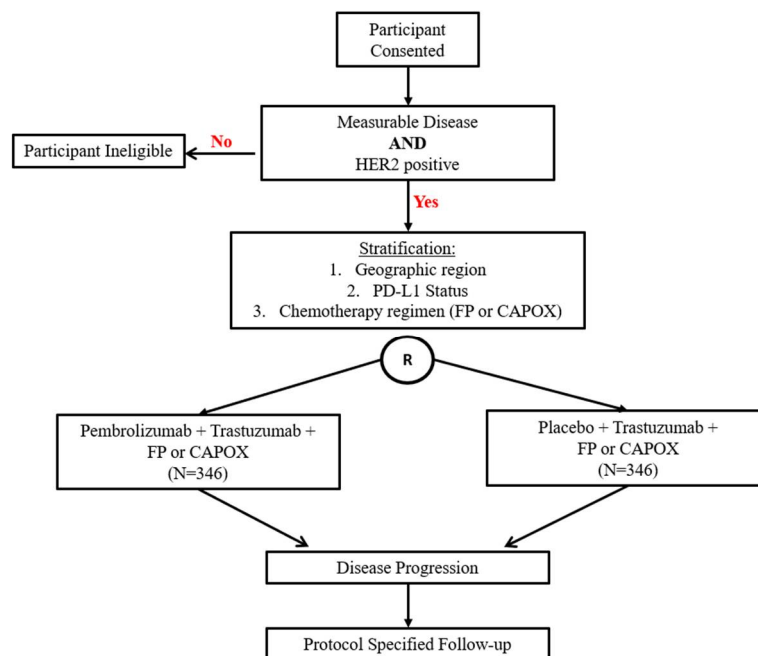 Participant
Consented
Measurable Disease
AND
HER2 positive
No
Participant Ineligible
Yes
Stratification:
1. Geographic region
2. PD-L1 Status
3. Chemotherapy regimen (FP or CAPOX)
R
Pembrolizumab + Trastuzumab +
FP or CAPOX
(N=346)
Placebo + Trastuzumab +
FP or CAPOX
(N=346)
Disease Progression
Protocol Specified Follow-up